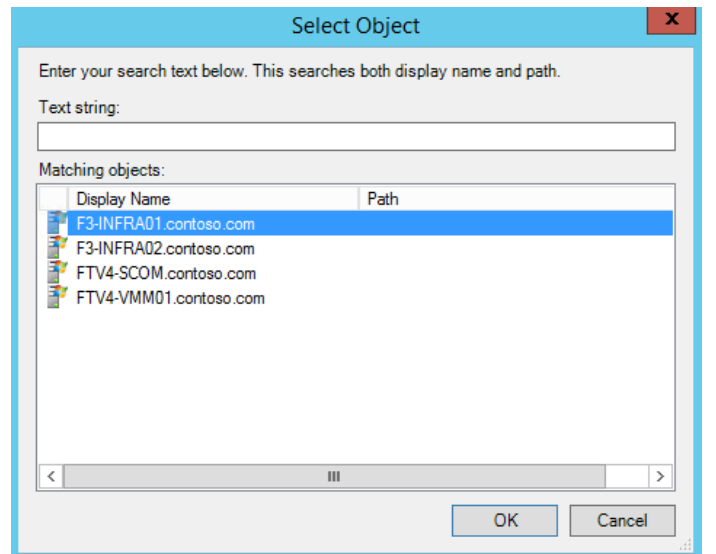 Select Object
x
Enter your search text below. This searches both display name and path.
Text string:
Matching objects:
Display Name Path
F3-INFRA01.contoso.com
F3-INFRA02.contoso.com
FTV4-SCOM.contoso.com
FTV4-VMM01.contoso.com
OK Cancel